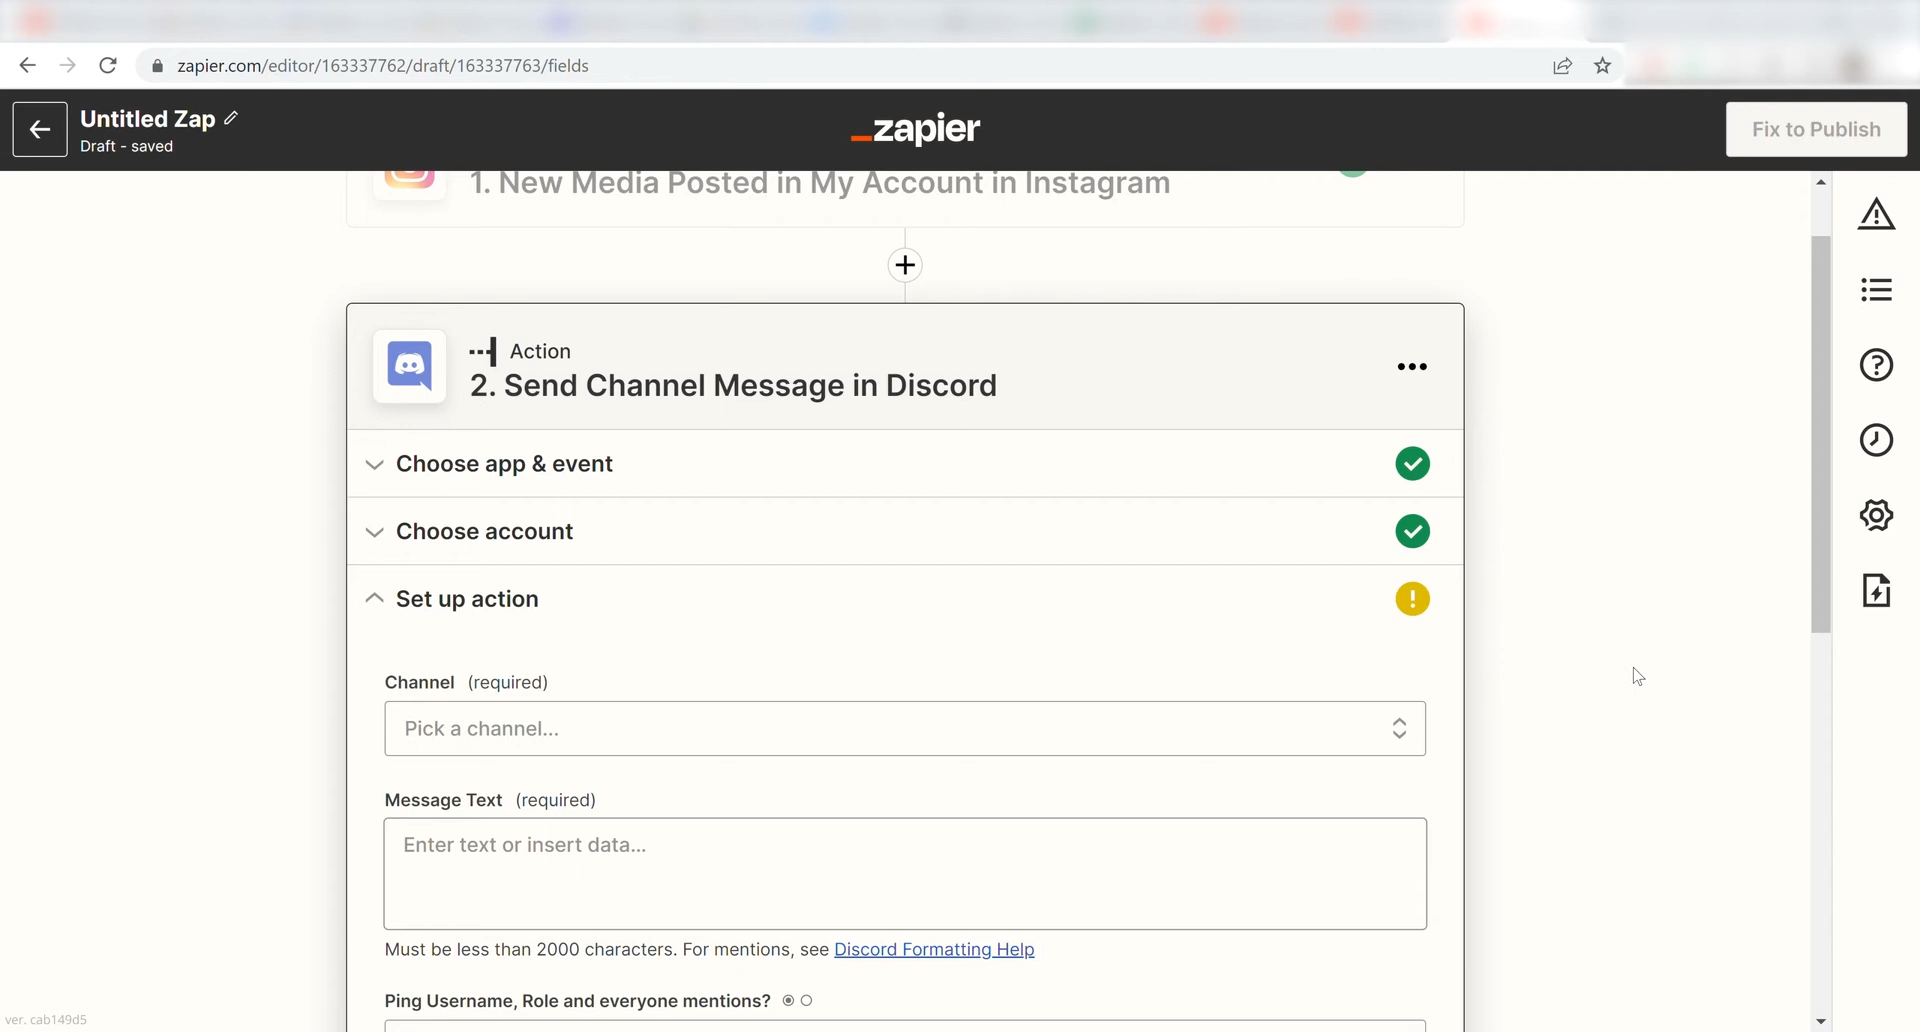 zapier.com/editor/163337762/draft/163337763/fields
Untitled Zap
Draft - saved
_zapier
Fix to Publish
1. New Media Posted in My Account in Instagram
Action
2. Send Channel Message in Discord
Choose app & event
Choose account
Set up action
Channel (required)
Pick a channel...
Message Text (required)
Enter text or insert data...
Must be less than 2000 characters. For mentions, see Discord Formatting Help
Ping Username, Role and everyone mentions?
ver. cab149d5